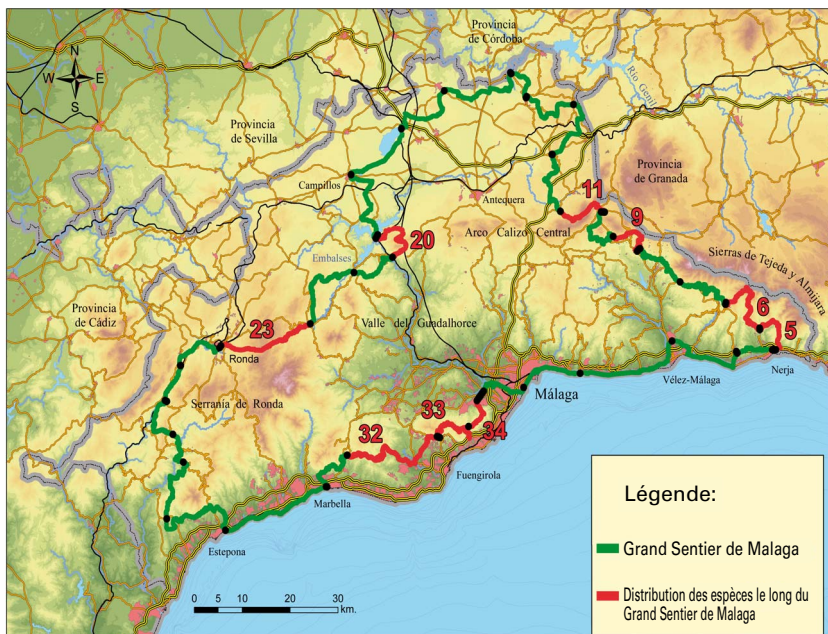 Provincia
de Córdoba
N
W E
S
Río Genil
Provincia
de Sevilla
Provincia
de Granada
Campillos
Antequera
11
9
Arco Calizo Central
20
Embalses
Sierras de Tejeda y Almijara
Provincia
de Cádiz
6
23
Valle del Guadalhorce
5
Ronda
Vélez-Málaga
Nerja
Málaga
Serranía de Ronda
33
32
34
Fuengirola
Marbella
Estepona
0 5 10 20 30
km.
Légende:
Grand Sentier de Malaga
Distribution des espèces le long du
Grand Sentier de Malaga